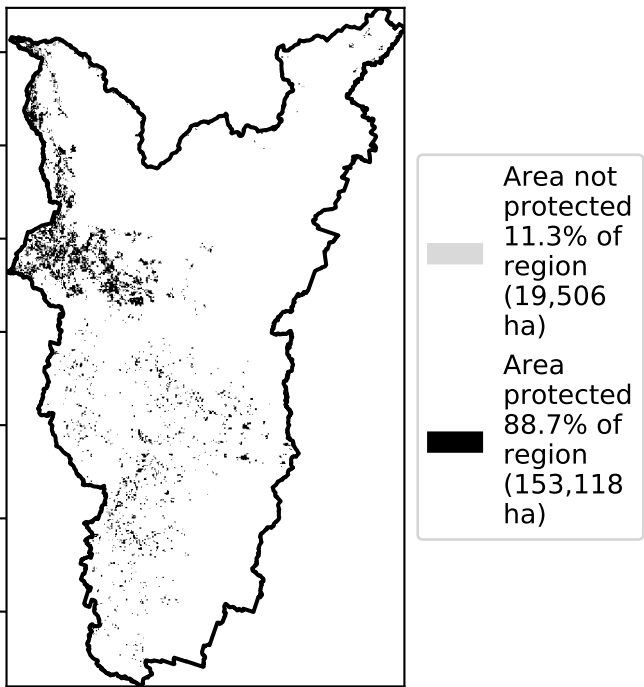 Area not
protected
11.3% of
region
(19,506
ha)
Area
protected
88.7% of
region
(153,118
ha)